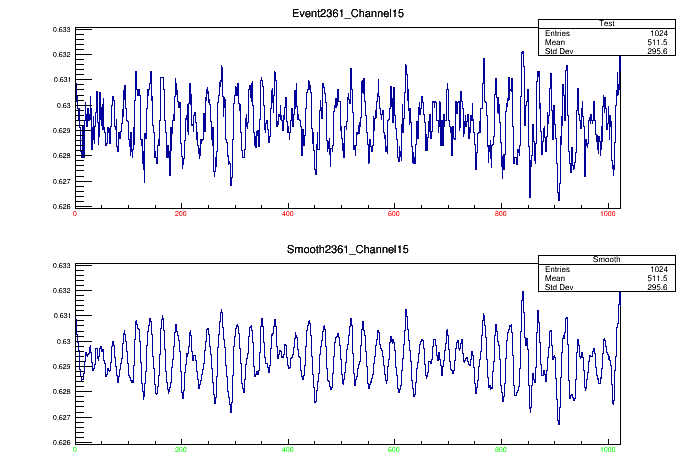 Event2361_Channel15
Test
Entries 1024
Mean 511.5
Std Dev 295.6
0.633
0.632
0.631
0.63
0.629
0.628
0.627
0.626
0 200 400 600 800 1000
Smooth2361_Channel15
Smooth
Entries 1024
Mean 511.5
Std Dev 295.6
0.633
0.632
0.631
0.63
0.629
0.628
0.627
0.626
0 200 400 600 800 1000